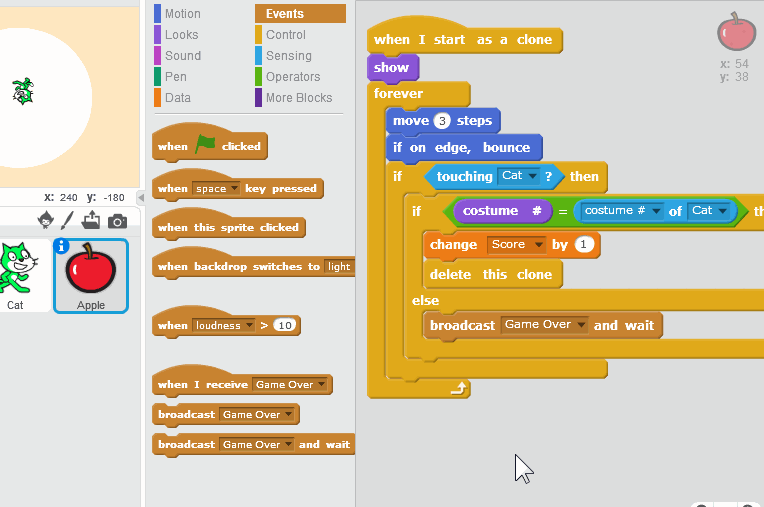 Motion
Events
Looks
Control
Sound
Sensing
Pen
Operators
Data
More Blocks
when clicked
when space key pressed
when this sprite clicked
when backdrop switches to light
when loudness > 10
when I receive Game Over
broadcast Game Over
broadcast Game Over and wait
x: 240 y: -180
i
Cat
Apple
when I start as a clone
show
forever
move 3 steps
if on edge, bounce
if touching Cat ? then
if costume # = costume # of Cat th
change Score by 1
delete this clone
else
broadcast Game Over and wait
x: 54
y: 38